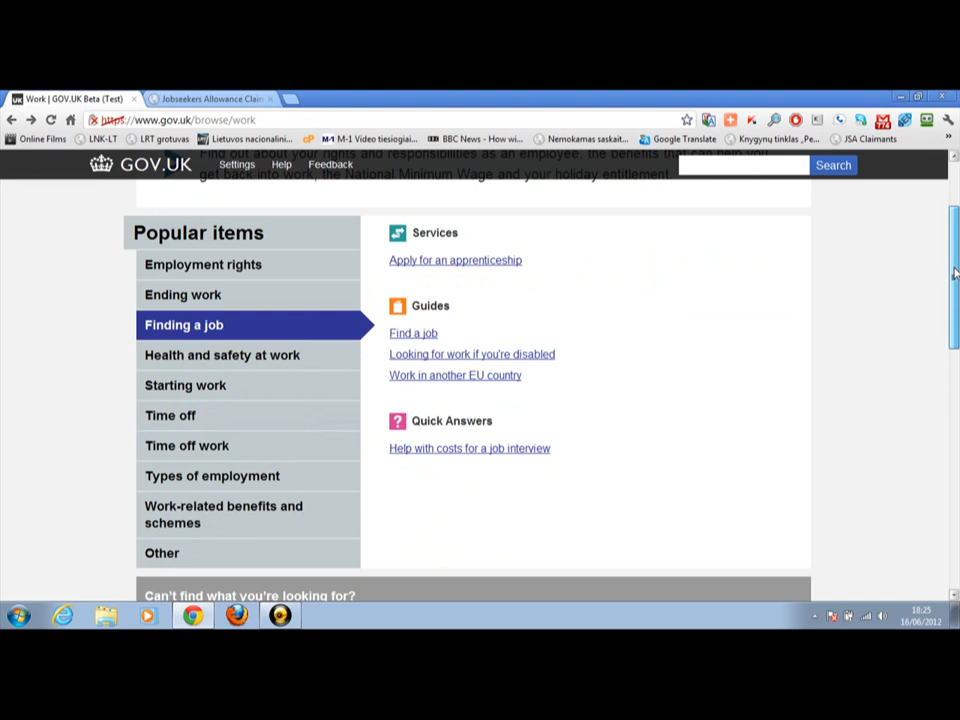 Work | GOV.UK Beta (Test)
Jobseekers Allowance Claim
https://www.gov.uk/browse/work
Online Films LNK-LT LRT grotuvas Lietuvos nacionalini... M-1 Video tiesiogiai... BBC News - How wi... Nemokamas saskait... Google Translate Knygynų tinklas „Pe... JSA Claimants
GOV.UK Settings Help Feedback Search
Find out about your rights and responsibilities as an employee, the benefits that can help you
get back into work, the National Minimum Wage and your holiday entitlement.
Popular items
Employment rights
Ending work
Finding a job
Health and safety at work
Starting work
Time off
Time off work
Types of employment
Work-related benefits and
schemes
Other
Services
Apply for an apprenticeship
Guides
Find a job
Looking for work if you're disabled
Work in another EU country
? Quick Answers
Help with costs for a job interview
Can't find what you're looking for?
18:25
16/06/2012